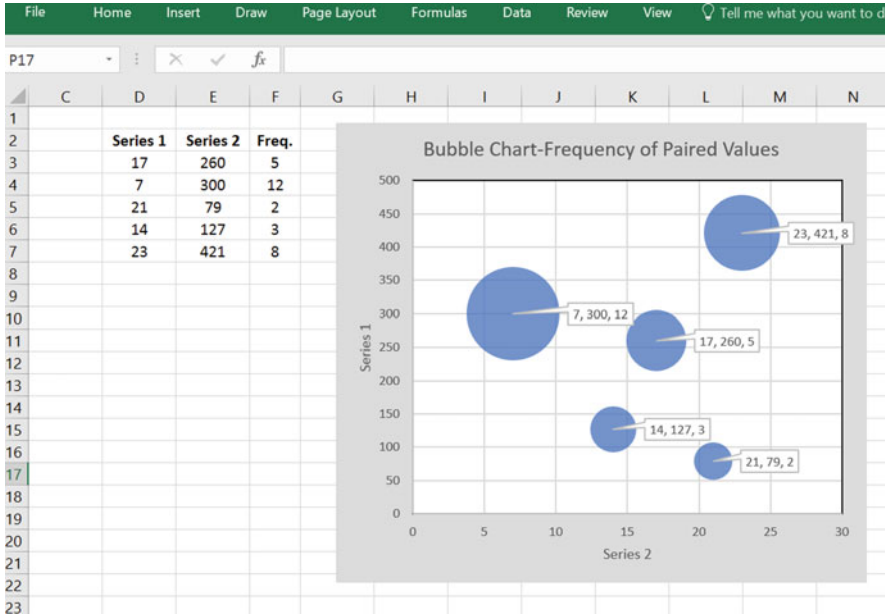 File Home Insert Draw Page Layout Formulas Data Review View Tell me what you want to d
P17 fx
C D E F G H I J K L M N
1
2 Series 1 Series 2 Freq.
3 17 260 5
4 7 300 12
5 21 79 2
6 14 127 3
7 23 421 8
8
9
10
11
12
13
14
15
16
17
18
19
20
21
22
23
Bubble Chart-Frequency of Paired Values
500
450
400
350
300
250
200
150
100
50
0
Series 1
23, 421, 8
7, 300, 12
17, 260, 5
14, 127, 3
21, 79, 2
0 5 10 15 20 25 30
Series 2